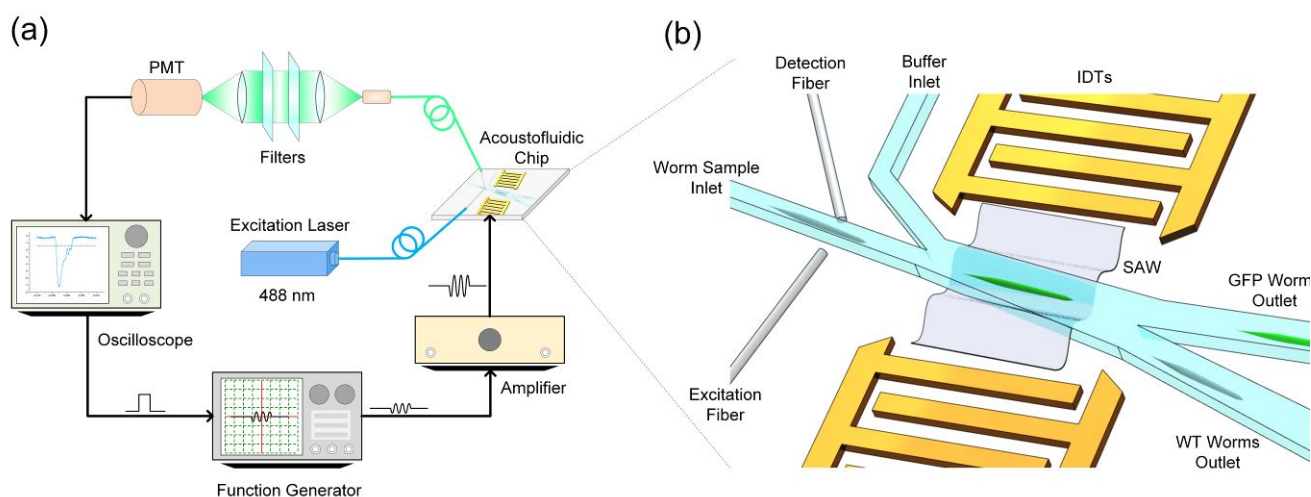 (a)
PMT
Filters
Acoustofluidic
Chip
Excitation Laser
488 nm
Oscilloscope
Amplifier
Function Generator
(b)
Detection
Fiber
Buffer
Inlet
IDTs
Worm Sample
Inlet
SAW
GFP Worm
Outlet
Excitation
Fiber
WT Worms
Outlet